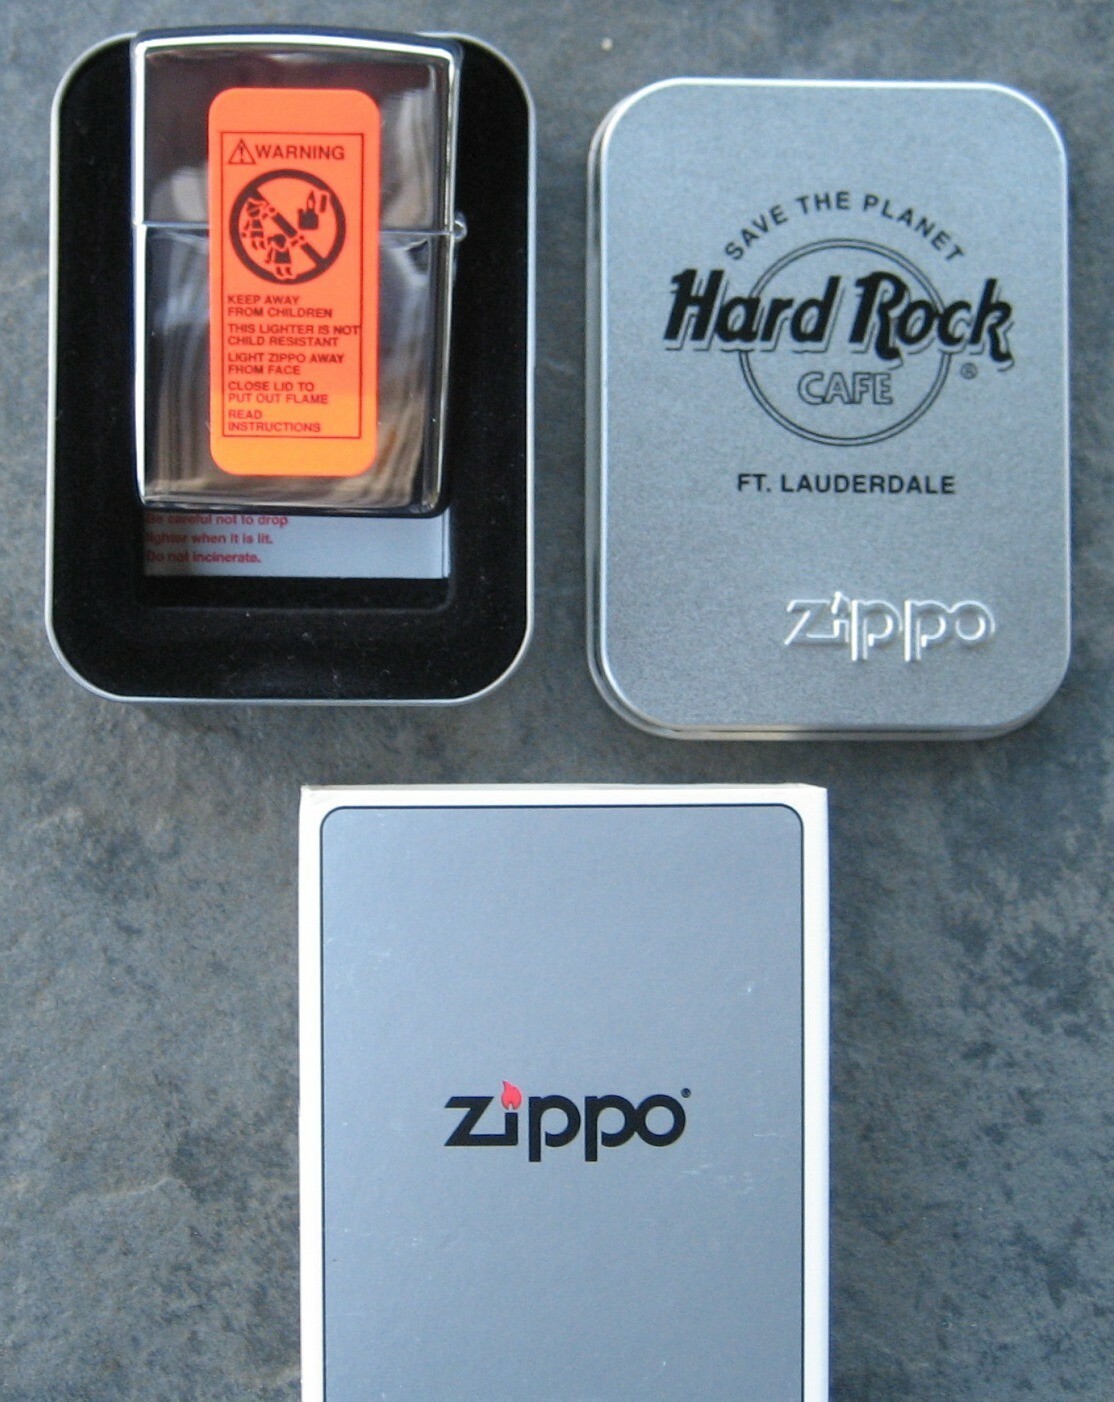 WARNING
KEEP AWAY
FROM CHILDREN
THIS LIGHTER IS NOT
CHILD RESISTANT
LIGHT ZIPPO AWAY
FROM FACE
CLOSE LID TO
PUT OUT FLAME
READ
INSTRUCTIONS
Be careful not to drop
lighter when it is lit.
Do not incinerate.
SAVE THE PLANET
Hard Rock
CAFE ®
FT. LAUDERDALE
zippo
zippo®